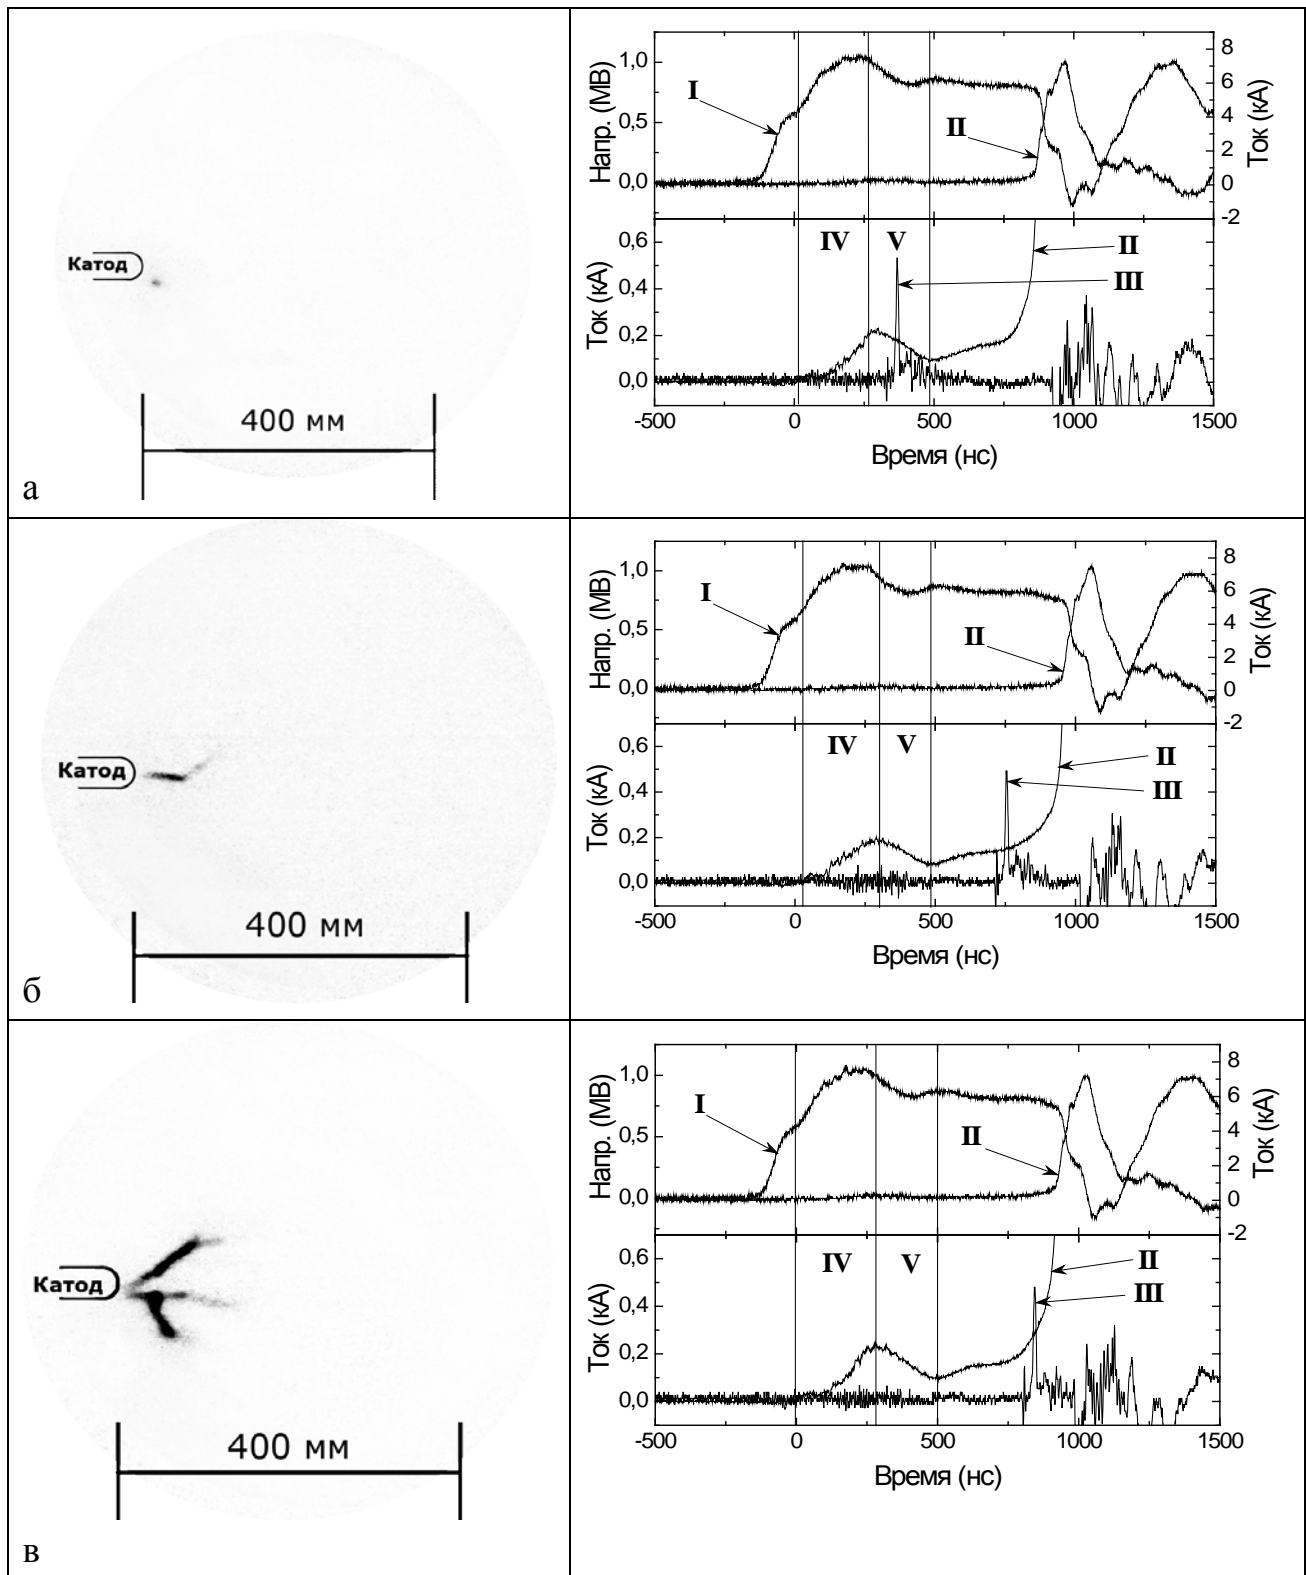 Катод
400 мм
а
Напр. (МВ)
1,0
0,5
0,0
I
II
8
6
4
2
0
-2
Ток (кА)
Ток (кА)
0,6
0,4
0,2
0,0
IV V
II
III
-500 0 500 1000 1500
Время (нс)
Катод
400 мм
б
Напр. (МВ)
1,0
0,5
0,0
I
II
8
6
4
2
0
-2
Ток (кА)
Ток (кА)
0,6
0,4
0,2
0,0
IV V
II
III
-500 0 500 1000 1500
Время (нс)
Катод
400 мм
в
Напр. (МВ)
1,0
0,5
0,0
I
II
8
6
4
2
0
-2
Ток (кА)
Ток (кА)
0,6
0,4
0,2
0,0
IV V
II
III
-500 0 500 1000 1500
Время (нс)